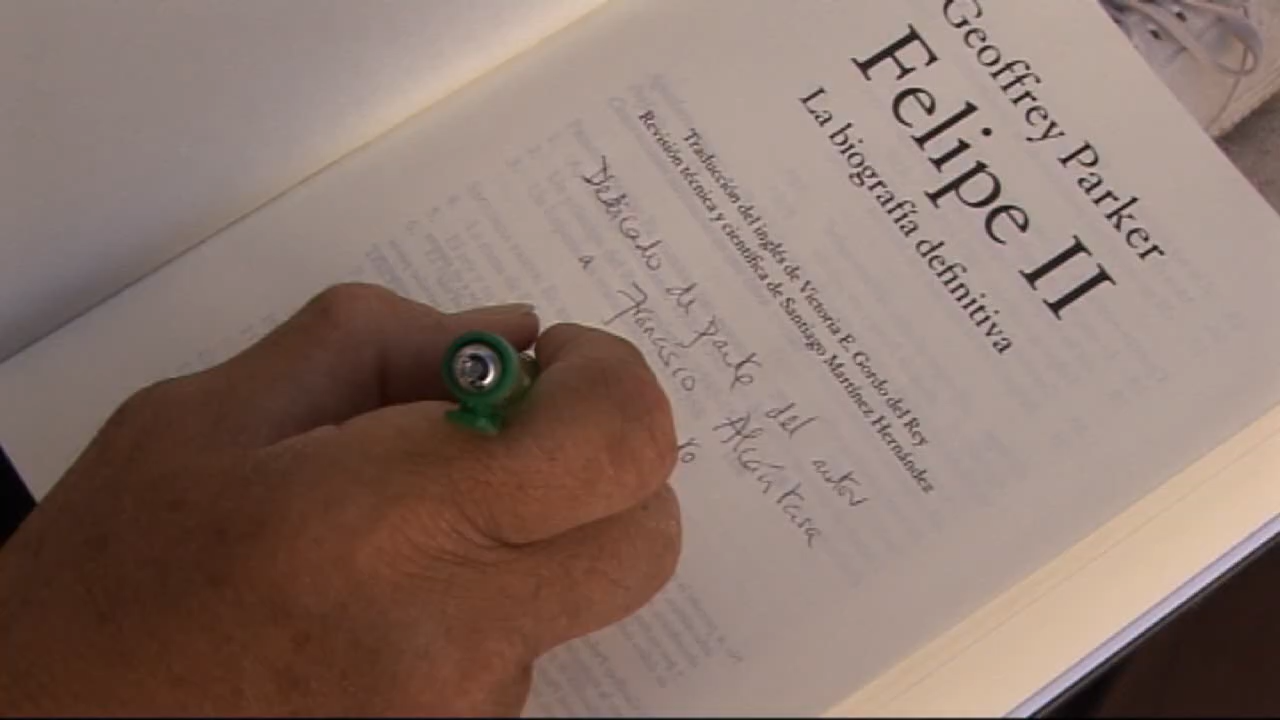 Geoffrey Parker
Felipe II
La biografía definitiva
Traducción del inglés de Victoria E. Gordo del Rey
Revisión técnica y científica de Santiago Martínez Hernández
Dedicado de parte del autor
a Francisco Alcántara